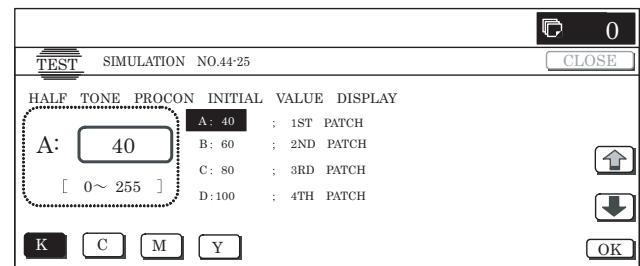 0
TEST SIMULATION NO.44-25 CLOSE
HALF TONE PROCON INITIAL VALUE DISPLAY
A: 40 ; 1ST PATCH
A: 40
B: 60 ; 2ND PATCH
C: 80 ; 3RD PATCH
[ 0~ 255 ]
D:100 ; 4TH PATCH
K C M Y OK